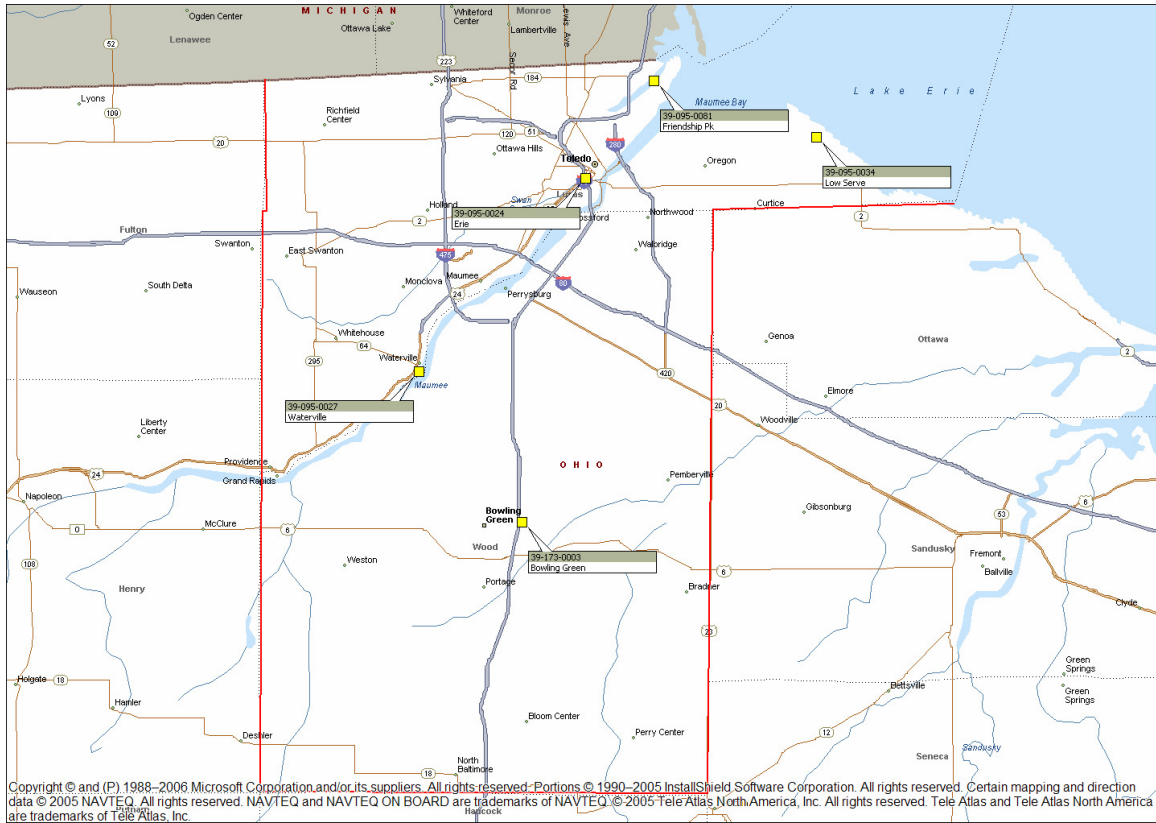 MICHIGAN
Ogden Center
Whiteford Center
Monroe
Ottawa Lake
Lambertville
Lewis Ave
Lenawee
52
223
Secor Rd
Sylvania
184
Lyons
109
Richfield Center
Maumee Bay
Lake Erie
39-095-0081
Friendship Pk
20
120
51
280
Ottawa Hills
Toledo
Oregon
39-095-0034
Low Serve
Lucas
Swan
Holland
2
39-095-0024
Erie
Northwood
Curtice
2
Fulton
Swanton
East Swanton
Walbridge
475
Monclova
Maumee
24
Perrysburg
80
Wauseon
South Delta
Whitehouse
64
295
Waterville
Maumee
Genoa
Ottawa
2
420
Elmore
20
39-095-0027
Waterville
Woodville
Liberty Center
Providence
Grand Rapids
24
OHIO
Pemberville
Napoleon
0
McClure
6
Bowling Green
Wood
Gibsonburg
53
6
39-173-0003
Bowling Green
Sandusky
Fremont
Ballville
108
Henry
Weston
Portage
6
Bradner
Clyde
20
Holgate
18
Hamler
Green Springs
Green Springs
Bettsville
Deshler
Bloom Center
Perry Center
12
Sandusky
Seneca
North Baltimore
18
Copyright © and (P) 1988–2006 Microsoft Corporation and/or its suppliers. All rights reserved. Portions © 1990–2005 InstallShield Software Corporation. All rights reserved. Certain mapping and direction
data © 2005 NAVTEQ. All rights reserved. NAVTEQ and NAVTEQ ON BOARD are trademarks of NAVTEQ. © 2005 Tele Atlas North America, Inc. All rights reserved. Tele Atlas and Tele Atlas North America
are trademarks of Tele Atlas, Inc.
Putnam
Hancock